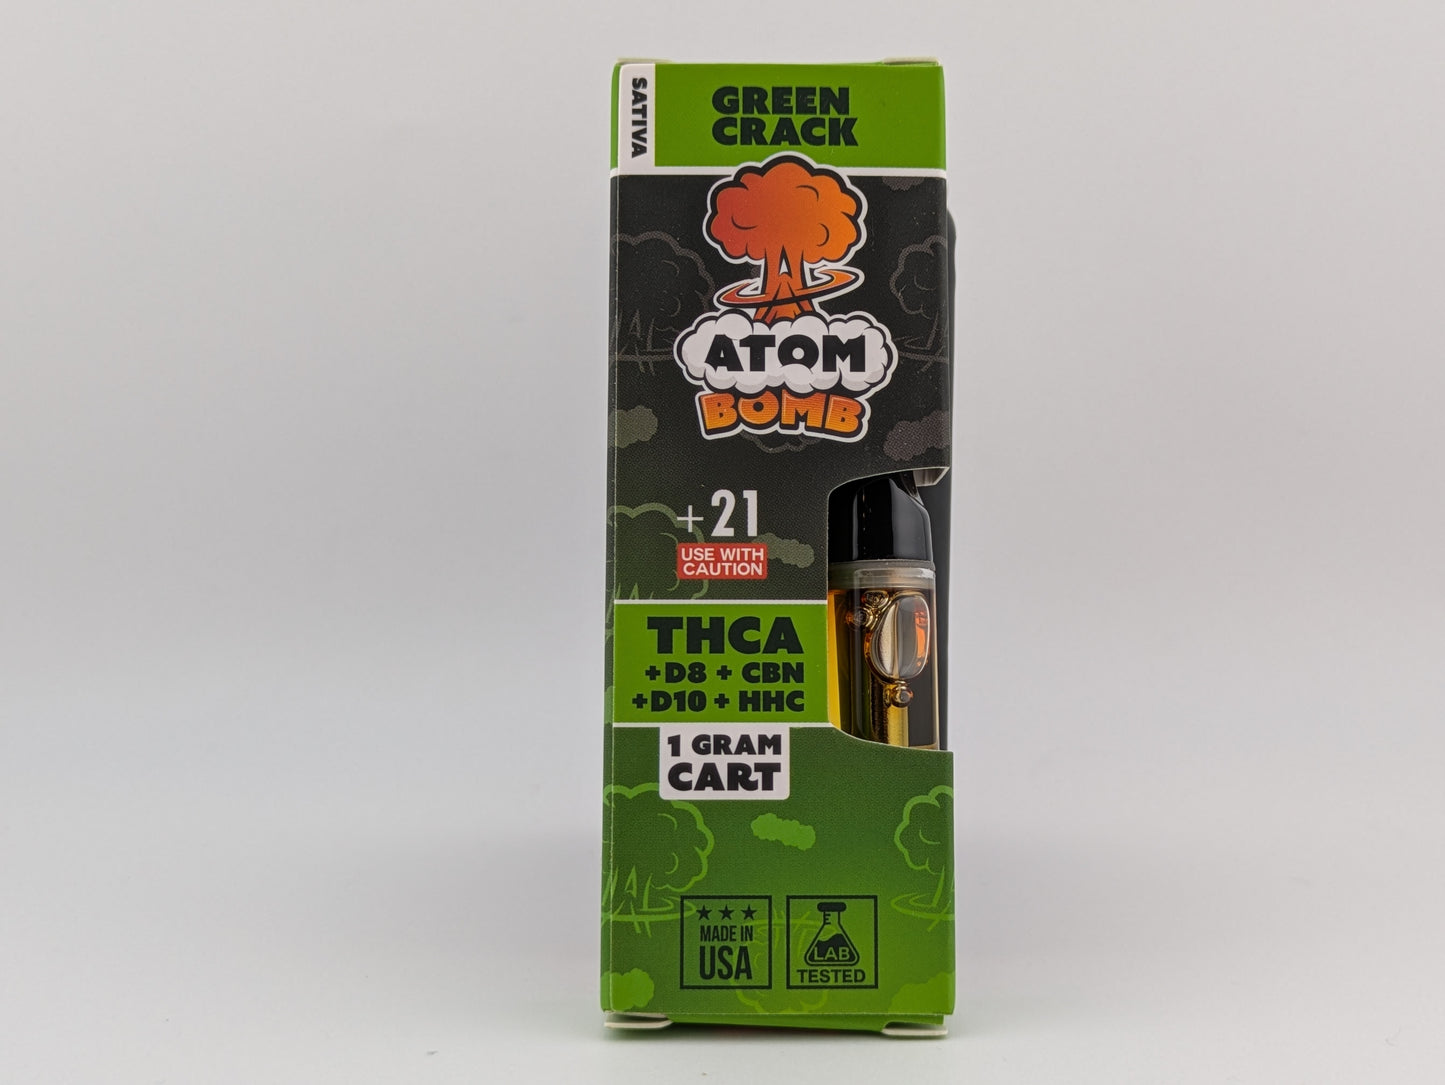 SATIVA
GREEN
CRACK
ATOM
BOMB
+21
USE WITH
CAUTION
THCA
+D8 + CBN
+D10 + HHC
1 GRAM
CART
MADE IN
USA
LAB
TESTED